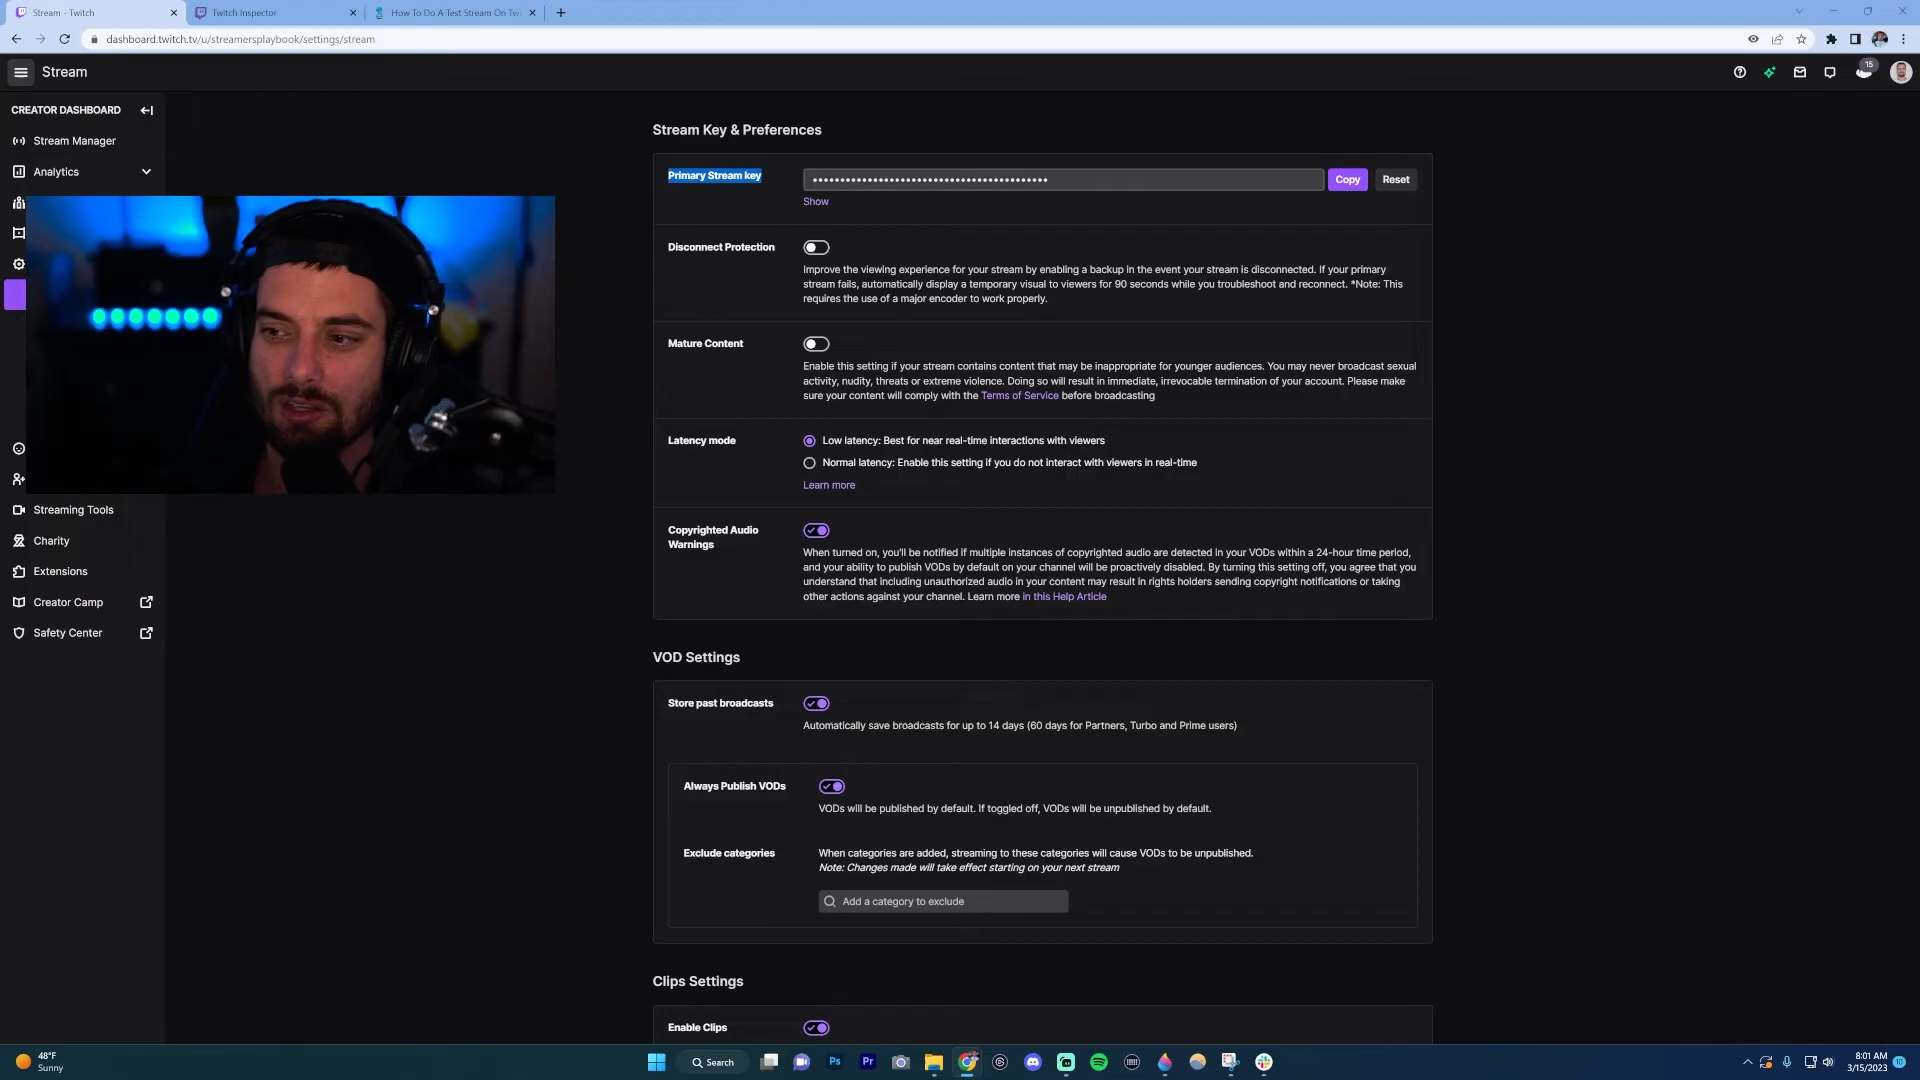 Stream - Twitch
Twitch Inspector
How To Do A Test Stream On Tw
dashboard.twitch.tv/u/streamersplaybook/settings/stream
Stream
15
CREATOR DASHBOARD
Stream Manager
Analytics
Streaming Tools
Charity
Extensions
Creator Camp
Safety Center
Stream Key & Preferences
Primary Stream key
Copy
Reset
Show
Disconnect Protection
Improve the viewing experience for your stream by enabling a backup in the event your stream is disconnected. If your primary
stream fails, automatically display a temporary visual to viewers for 90 seconds while you troubleshoot and reconnect. *Note: This
requires the use of a major encoder to work properly.
Mature Content
Enable this setting if your stream contains content that may be inappropriate for younger audiences. You may never broadcast sexual
activity, nudity, threats or extreme violence. Doing so will result in immediate, irrevocable termination of your account. Please make
sure your content will comply with the Terms of Service before broadcasting
Latency mode
Low latency: Best for near real-time interactions with viewers
Normal latency: Enable this setting if you do not interact with viewers in real-time
Learn more
Copyrighted Audio
Warnings
When turned on, you'll be notified if multiple instances of copyrighted audio are detected in your VODs within a 24-hour time period,
and your ability to publish VODs by default on your channel will be proactively disabled. By turning this setting off, you agree that you
understand that including unauthorized audio in your content may result in rights holders sending copyright notifications or taking
other actions against your channel. Learn more in this Help Article
VOD Settings
Store past broadcasts
Automatically save broadcasts for up to 14 days (60 days for Partners, Turbo and Prime users)
Always Publish VODs
VODs will be published by default. If toggled off, VODs will be unpublished by default.
Exclude categories
When categories are added, streaming to these categories will cause VODs to be unpublished.
Note: Changes made will take effect starting on your next stream
Add a category to exclude
Clips Settings
Enable Clips
48°F
Sunny
Search
Ps
Pr
8:01 AM
3/15/2023